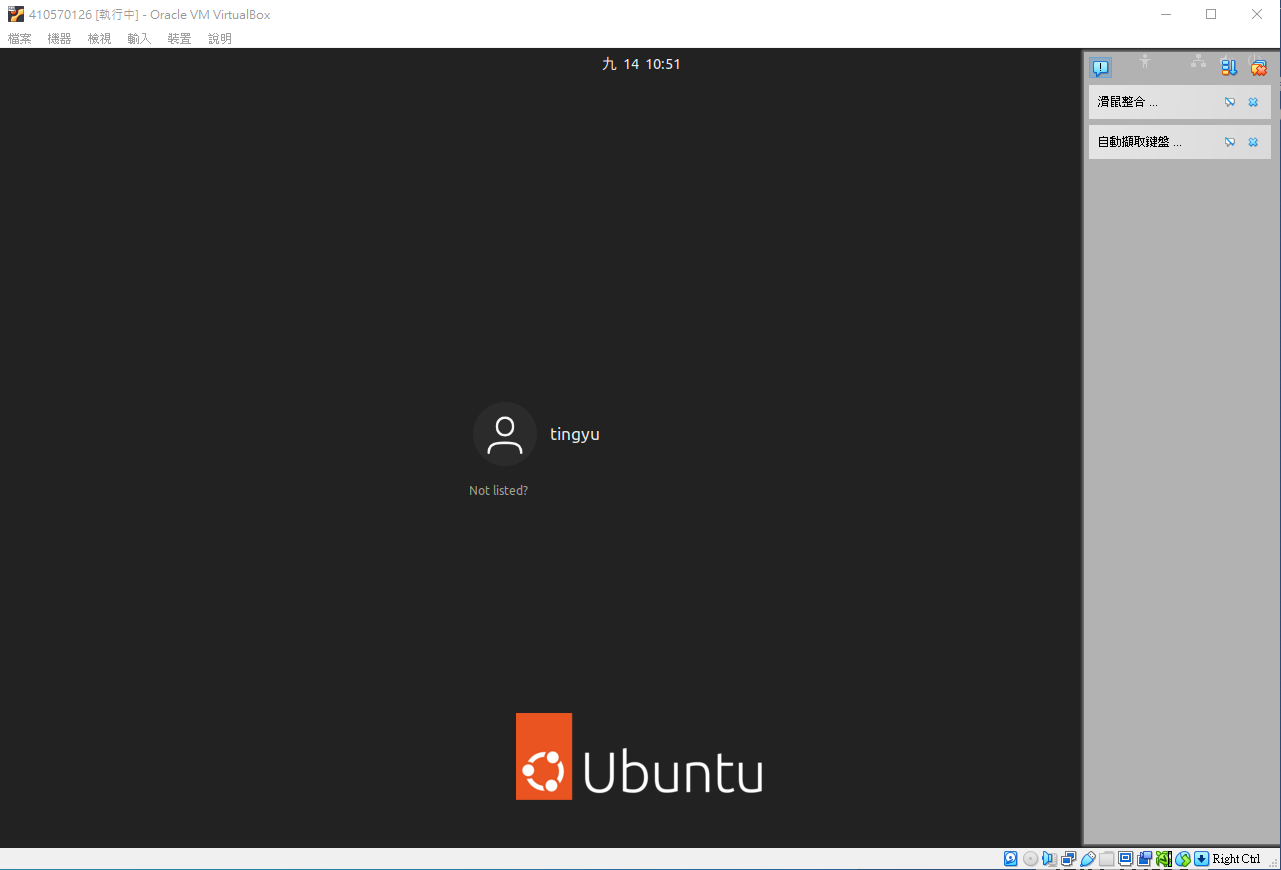 410570126 [執行中] - Oracle VM VirtualBox
檔案 機器 檢視 輸入 裝置 說明
九 14 10:51
滑鼠整合 ...
自動擷取鍵盤 ...
tingyu
Not listed?
Ubuntu
Right Ctrl